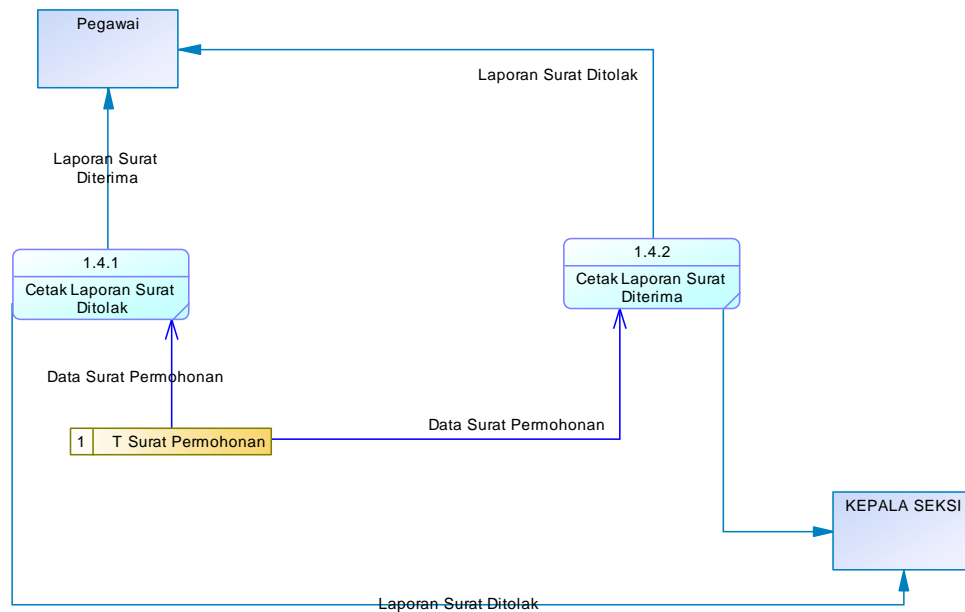 Pegawai
Laporan Surat Ditolak
Laporan Surat
Diterima
1.4.1
Cetak Laporan Surat
Ditolak
1.4.2
Cetak Laporan Surat
Diterima
Data Surat Permohonan
Data Surat Permohonan
1 T Surat Permohonan
KEPALA SEKSI
Laporan Surat Ditolak